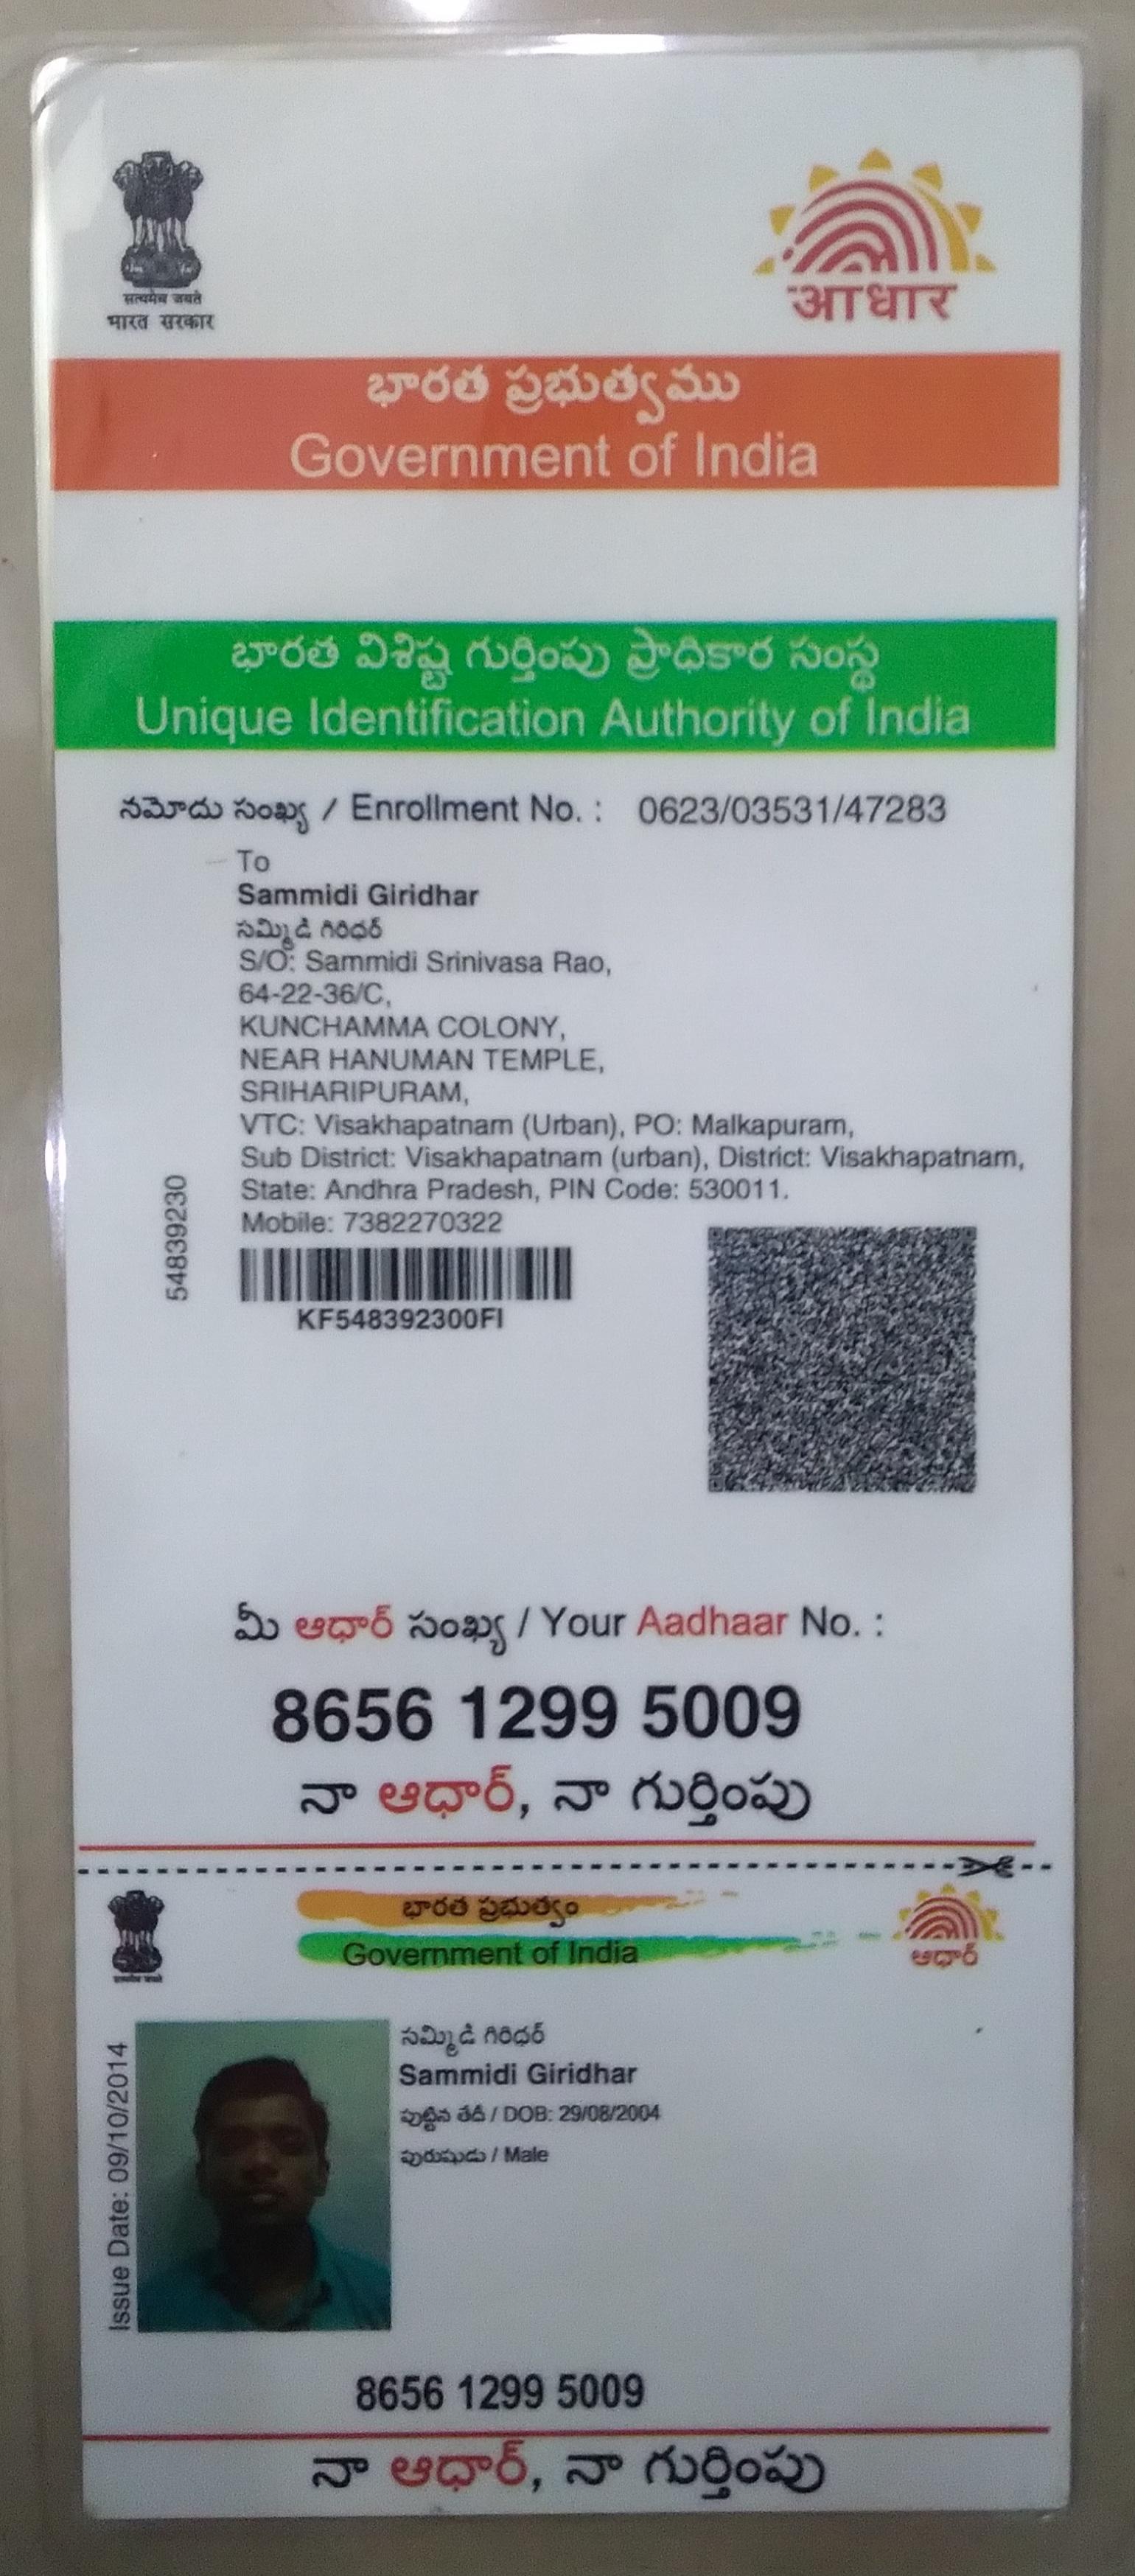 सत्यमेव जयते
भारत सरकार
आधार
భారత ప్రభుత్వము
Government of India
భారత విశిష్ట గుర్తింపు ప్రాధికార సంస్థ
Unique Identification Authority of India
నమోదు సంఖ్య / Enrollment No. : 0623/03531/47283
To
Sammidi Giridhar
సమ్మిడి గిరిధర్
S/O: Sammidi Srinivasa Rao,
64-22-36/C,
KUNCHAMMA COLONY,
NEAR HANUMAN TEMPLE,
SRIHARIPURAM,
VTC: Visakhapatnam (Urban), PO: Malkapuram,
Sub District: Visakhapatnam (urban), District: Visakhapatnam,
State: Andhra Pradesh, PIN Code: 530011.
Mobile: 7382270322
54839230
KF548392300FI
మీ ఆధార్ సంఖ్య / Your Aadhaar No. :
8656 1299 5009
నా ఆధార్, నా గుర్తింపు
భారత ప్రభుత్వం
Government of India
ఆధార్
Issue Date: 09/10/2014
సమ్మిడి గిరిధర్
Sammidi Giridhar
పుట్టిన తేదీ / DOB: 29/08/2004
పురుషుడు / Male
8656 1299 5009
నా ఆధార్, నా గుర్తింపు